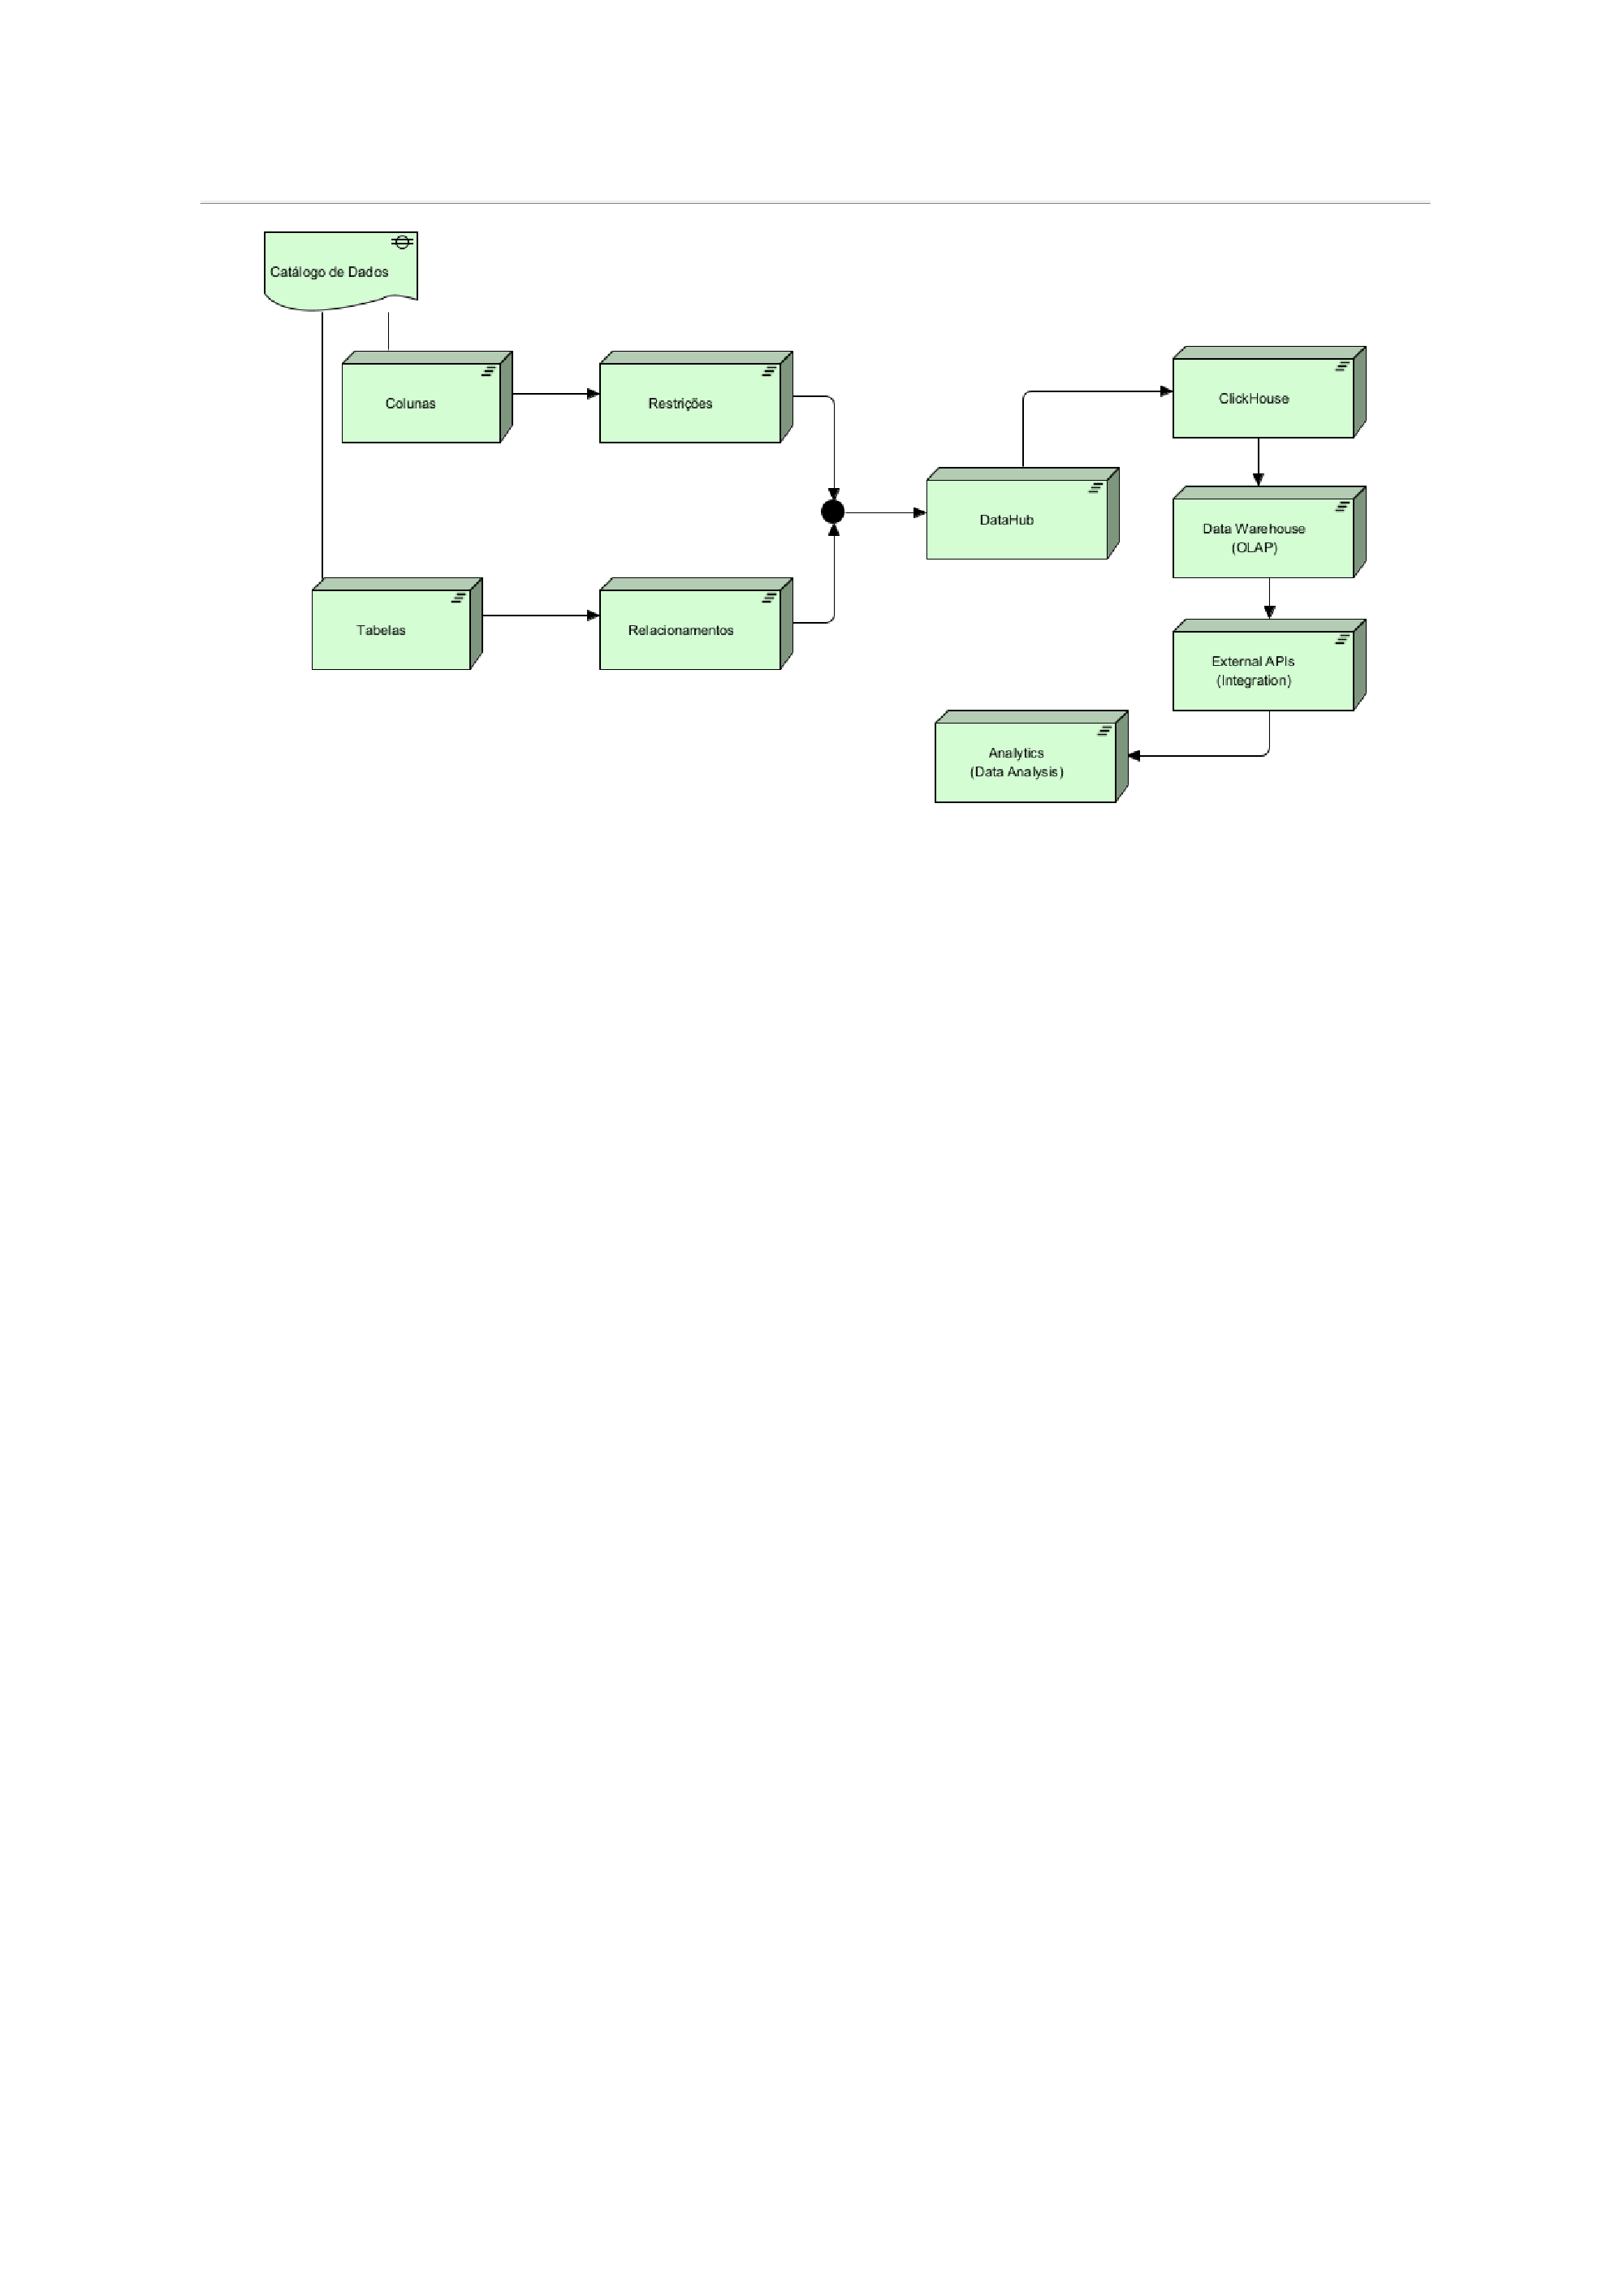 Catálogo de Dados
Colunas
Restrições
ClickHouse
DataHub
Data Warehouse
(OLAP)
Tabelas
Relacionamentos
External APIs
(Integration)
Analytics
(Data Analysis)